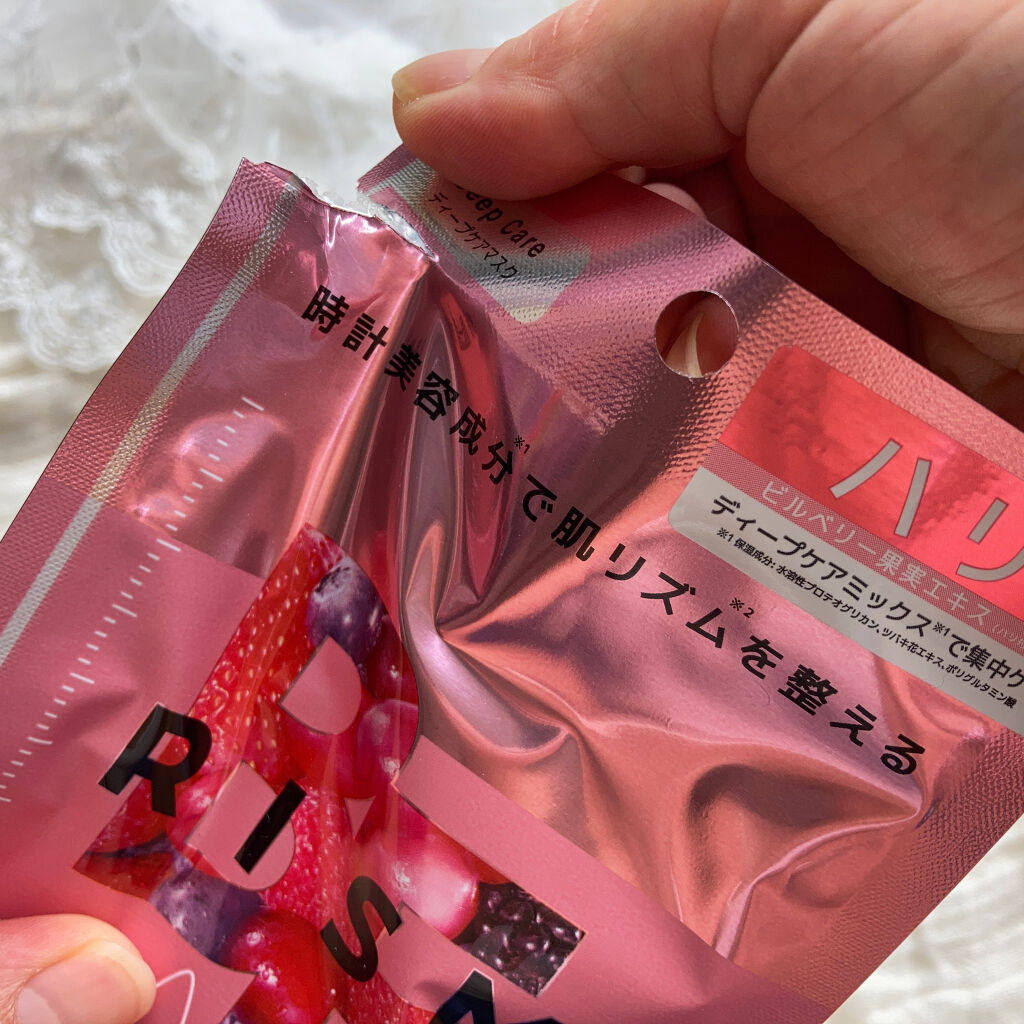 Deep Care
ディープケアマスク
時計美容成分※1で肌リズム※2を整える
ハリ
ビルベリー果実エキス
ディープケアミックス※1で集中ケ
※1 保湿成分: 水溶性プロテオグリカン、ツバキ花エキス、ポリグルタミン酸
RISM